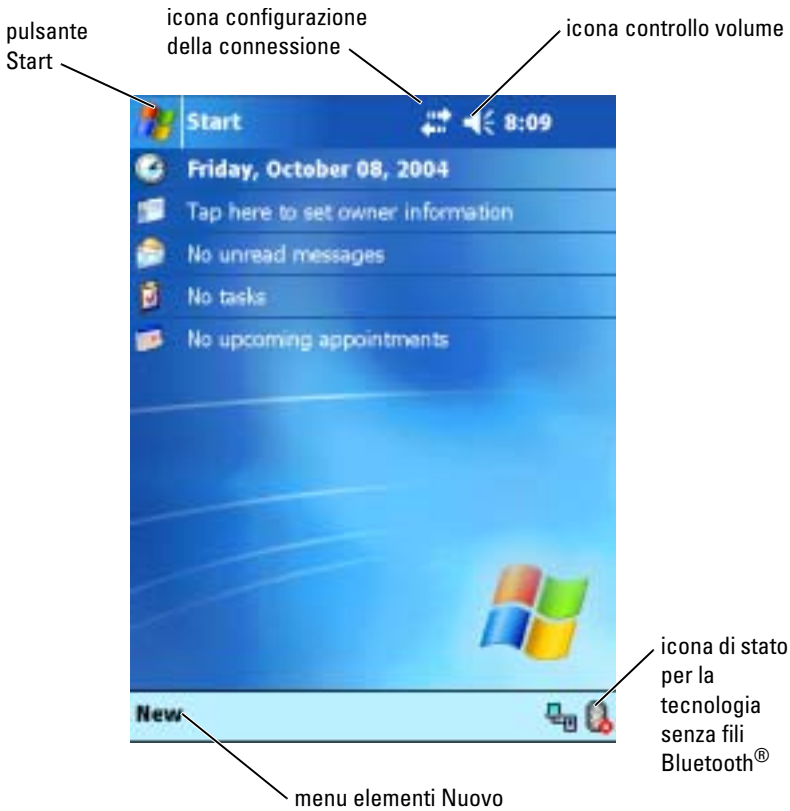 pulsante
Start
icona configurazione
della connessione
icona controllo volume
Start 8:09
Friday, October 08, 2004
Tap here to set owner information
No unread messages
No tasks
No upcoming appointments
New
icona di stato
per la
tecnologia
senza fili
Bluetooth®
menu elementi Nuovo